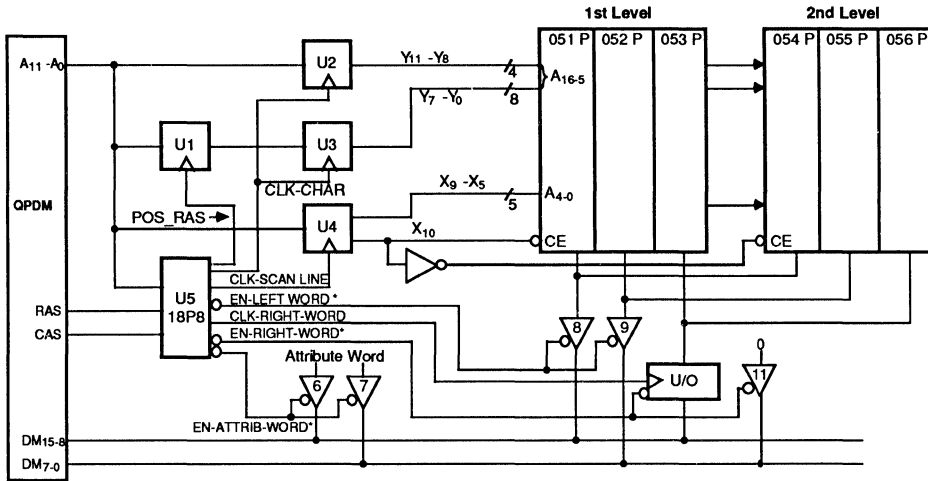 1st Level
2nd Level
051 P 052 P 053 P
054 P 055 P 056 P
A11 -A0
U2
Y11 -Y8
4
A16-5
Y7 -Y0
8
U1
U3
CLK-CHAR
X9 -X5
5
A4-0
QPDM
POS_RAS
U4
X10
CE
CE
CLK-SCAN LINE
U5
18P8
EN-LEFT WORD*
RAS
CLK-RIGHT-WORD
8
9
CAS
EN-RIGHT-WORD*
0
Attribute Word
U/O
11
6
7
EN-ATTRIB-WORD*
DM15-8
DM7-0